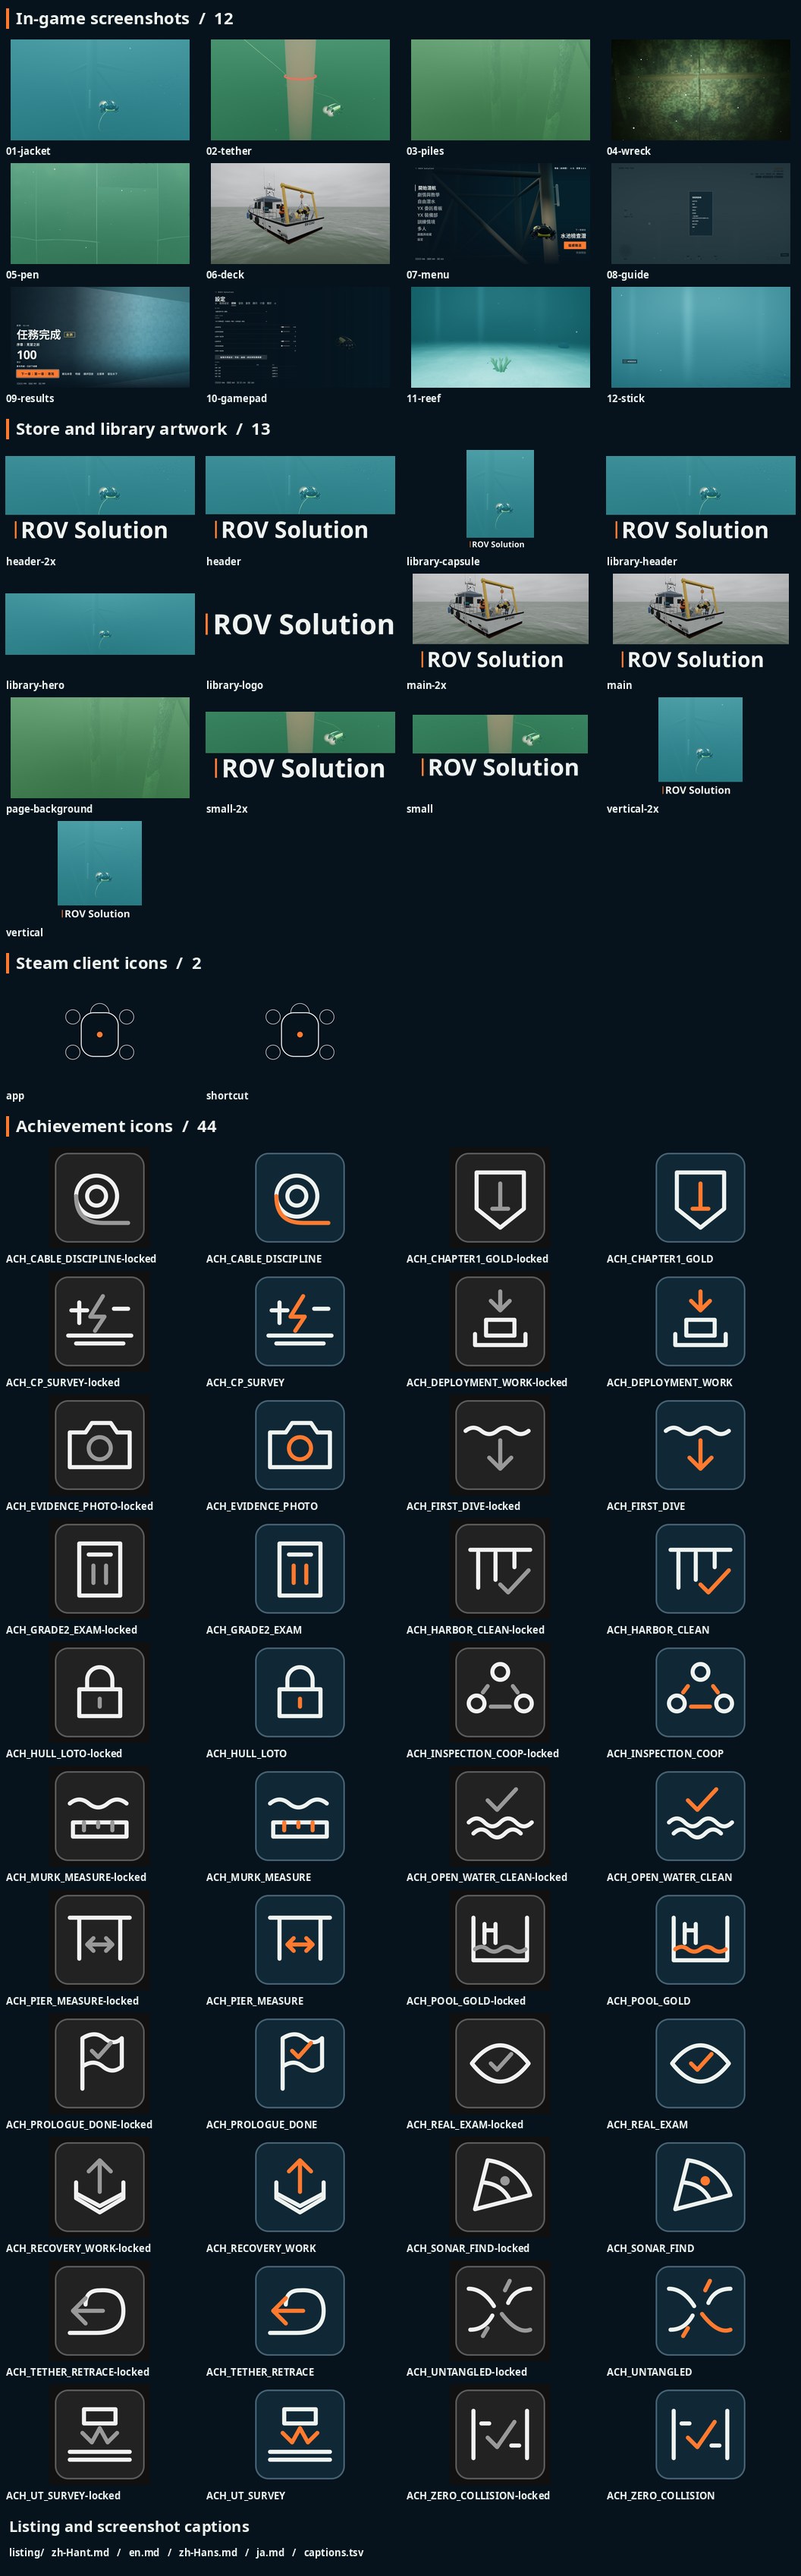 In-game screenshots / 12
01-jacket
02-tether
03-piles
04-wreck
05-pen
06-deck
水池檢查潛
07-menu
08-guide
任務完成
100
09-results
設定
10-gamepad
11-reef
12-stick
Store and library artwork / 13
ROV Solution
ROV Solution
ROV Solution
ROV Solution
header-2x
header
library-capsule
library-header
ROV Solution
ROV Solution
ROV Solution
library-hero
library-logo
main-2x
main
ROV Solution
ROV Solution
ROV Solution
page-background
small-2x
small
vertical-2x
ROV Solution
vertical
Steam client icons / 2
app
shortcut
Achievement icons / 44
ACH_CABLE_DISCIPLINE-locked
ACH_CABLE_DISCIPLINE
ACH_CHAPTER1_GOLD-locked
ACH_CHAPTER1_GOLD
ACH_CP_SURVEY-locked
ACH_CP_SURVEY
ACH_DEPLOYMENT_WORK-locked
ACH_DEPLOYMENT_WORK
ACH_EVIDENCE_PHOTO-locked
ACH_EVIDENCE_PHOTO
ACH_FIRST_DIVE-locked
ACH_FIRST_DIVE
ACH_GRADE2_EXAM-locked
ACH_GRADE2_EXAM
ACH_HARBOR_CLEAN-locked
ACH_HARBOR_CLEAN
ACH_HULL_LOTO-locked
ACH_HULL_LOTO
ACH_INSPECTION_COOP-locked
ACH_INSPECTION_COOP
ACH_MURK_MEASURE-locked
ACH_MURK_MEASURE
ACH_OPEN_WATER_CLEAN-locked
ACH_OPEN_WATER_CLEAN
ACH_PIER_MEASURE-locked
ACH_PIER_MEASURE
H
H
ACH_POOL_GOLD-locked
ACH_POOL_GOLD
ACH_PROLOGUE_DONE-locked
ACH_PROLOGUE_DONE
ACH_REAL_EXAM-locked
ACH_REAL_EXAM
ACH_RECOVERY_WORK-locked
ACH_RECOVERY_WORK
ACH_SONAR_FIND-locked
ACH_SONAR_FIND
ACH_TETHER_RETRACE-locked
ACH_TETHER_RETRACE
ACH_UNTANGLED-locked
ACH_UNTANGLED
ACH_UT_SURVEY-locked
ACH_UT_SURVEY
ACH_ZERO_COLLISION-locked
ACH_ZERO_COLLISION
Listing and screenshot captions
listing/ zh-Hant.md / en.md / zh-Hans.md / ja.md / captions.tsv